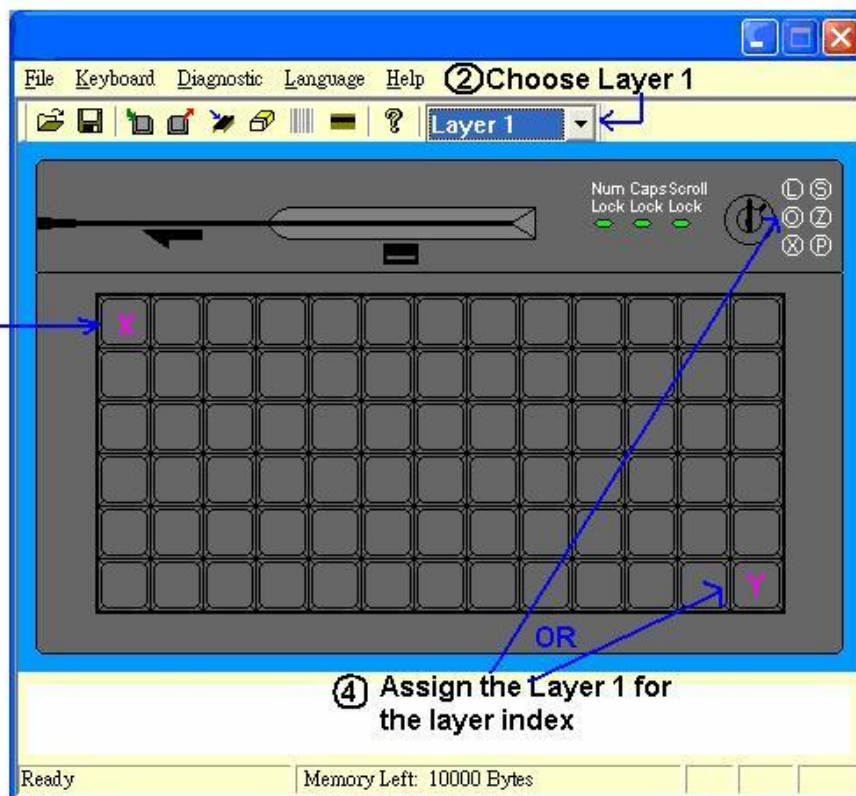 File Keyboard Diagnostic Language Help ②Choose Layer 1
Layer 1
Num Caps Scroll
Lock Lock Lock
L S
O Z
X P
X
Y
OR
④ Assign the Layer 1 for
the layer index
Ready Memory Left: 10000 Bytes